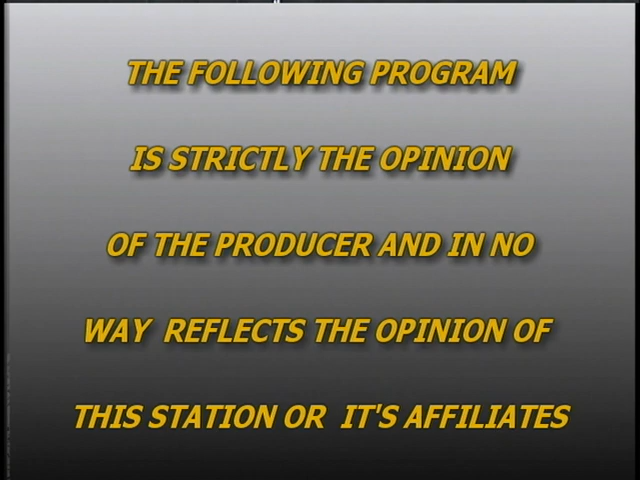 THE FOLLOWING PROGRAM
IS STRICTLY THE OPINION
OF THE PRODUCER AND IN NO
WAY REFLECTS THE OPINION OF
THIS STATION OR IT'S AFFILIATES